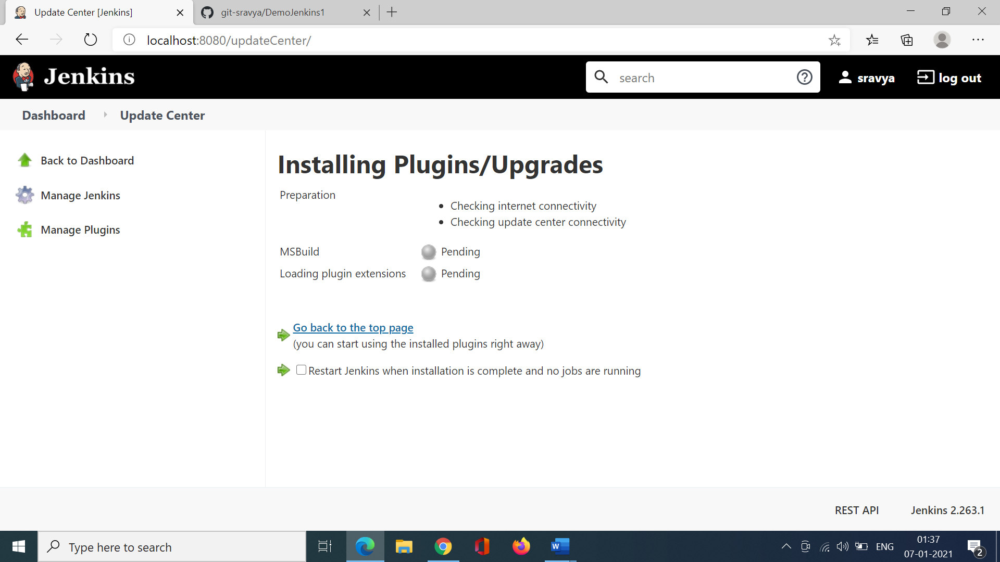 Update Center [Jenkins]
git-sravya/DemoJenkins1
localhost:8080/updateCenter/
Jenkins
search
sravya
log out
Dashboard
Update Center
Back to Dashboard
Manage Jenkins
Manage Plugins
Installing Plugins/Upgrades
Preparation
Checking internet connectivity
Checking update center connectivity
MSBuild
Pending
Loading plugin extensions
Pending
Go back to the top page
(you can start using the installed plugins right away)
Restart Jenkins when installation is complete and no jobs are running
REST API
Jenkins 2.263.1
Type here to search
W
ENG
01:37
07-01-2021
2